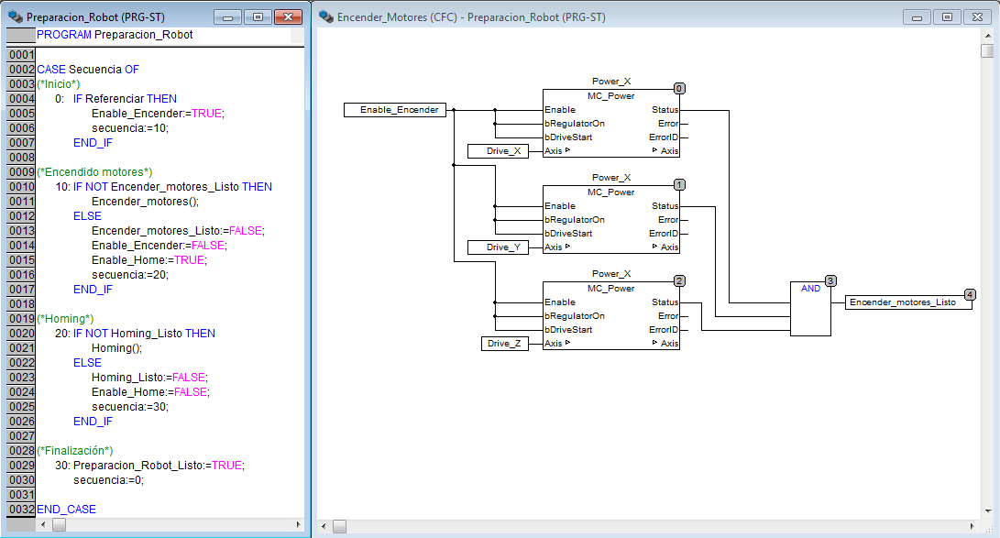 Preparacion_Robot (PRG-ST)
PROGRAM Preparacion_Robot
0001
0002 CASE Secuencia OF
0003 (*Inicio*)
0004 0: IF Referenciar THEN
0005 Enable_Encender:=TRUE;
0006 secuencia:=10;
0007 END_IF
0008
0009 (*Encendido motores*)
0010 10: IF NOT Encender_motores_Listo THEN
0011 Encender_motores();
0012 ELSE
0013 Encender_motores_Listo:=FALSE;
0014 Enable_Encender:=FALSE;
0015 Enable_Home:=TRUE;
0016 secuencia:=20;
0017 END_IF
0018
0019 (*Homing*)
0020 20: IF NOT Homing_Listo THEN
0021 Homing();
0022 ELSE
0023 Homing_Listo:=FALSE;
0024 Enable_Home:=FALSE;
0025 secuencia:=30;
0026 END_IF
0027
0028 (*Finalización*)
0029 30: Preparacion_Robot_Listo:=TRUE;
0030 secuencia:=0;
0031
0032 END_CASE
Encender_Motores (CFC) - Preparacion_Robot (PRG-ST)
Power_X
0
MC_Power
Enable_Encender
Enable Status
bRegulatorOn Error
bDriveStart ErrorID
Drive_X
Axis Axis
Power_X
1
MC_Power
Enable Status
bRegulatorOn Error
bDriveStart ErrorID
Drive_Y
Axis Axis
Power_X
2
MC_Power
Enable Status
bRegulatorOn Error
bDriveStart ErrorID
Drive_Z
Axis Axis
3
AND
4
Encender_motores_Listo